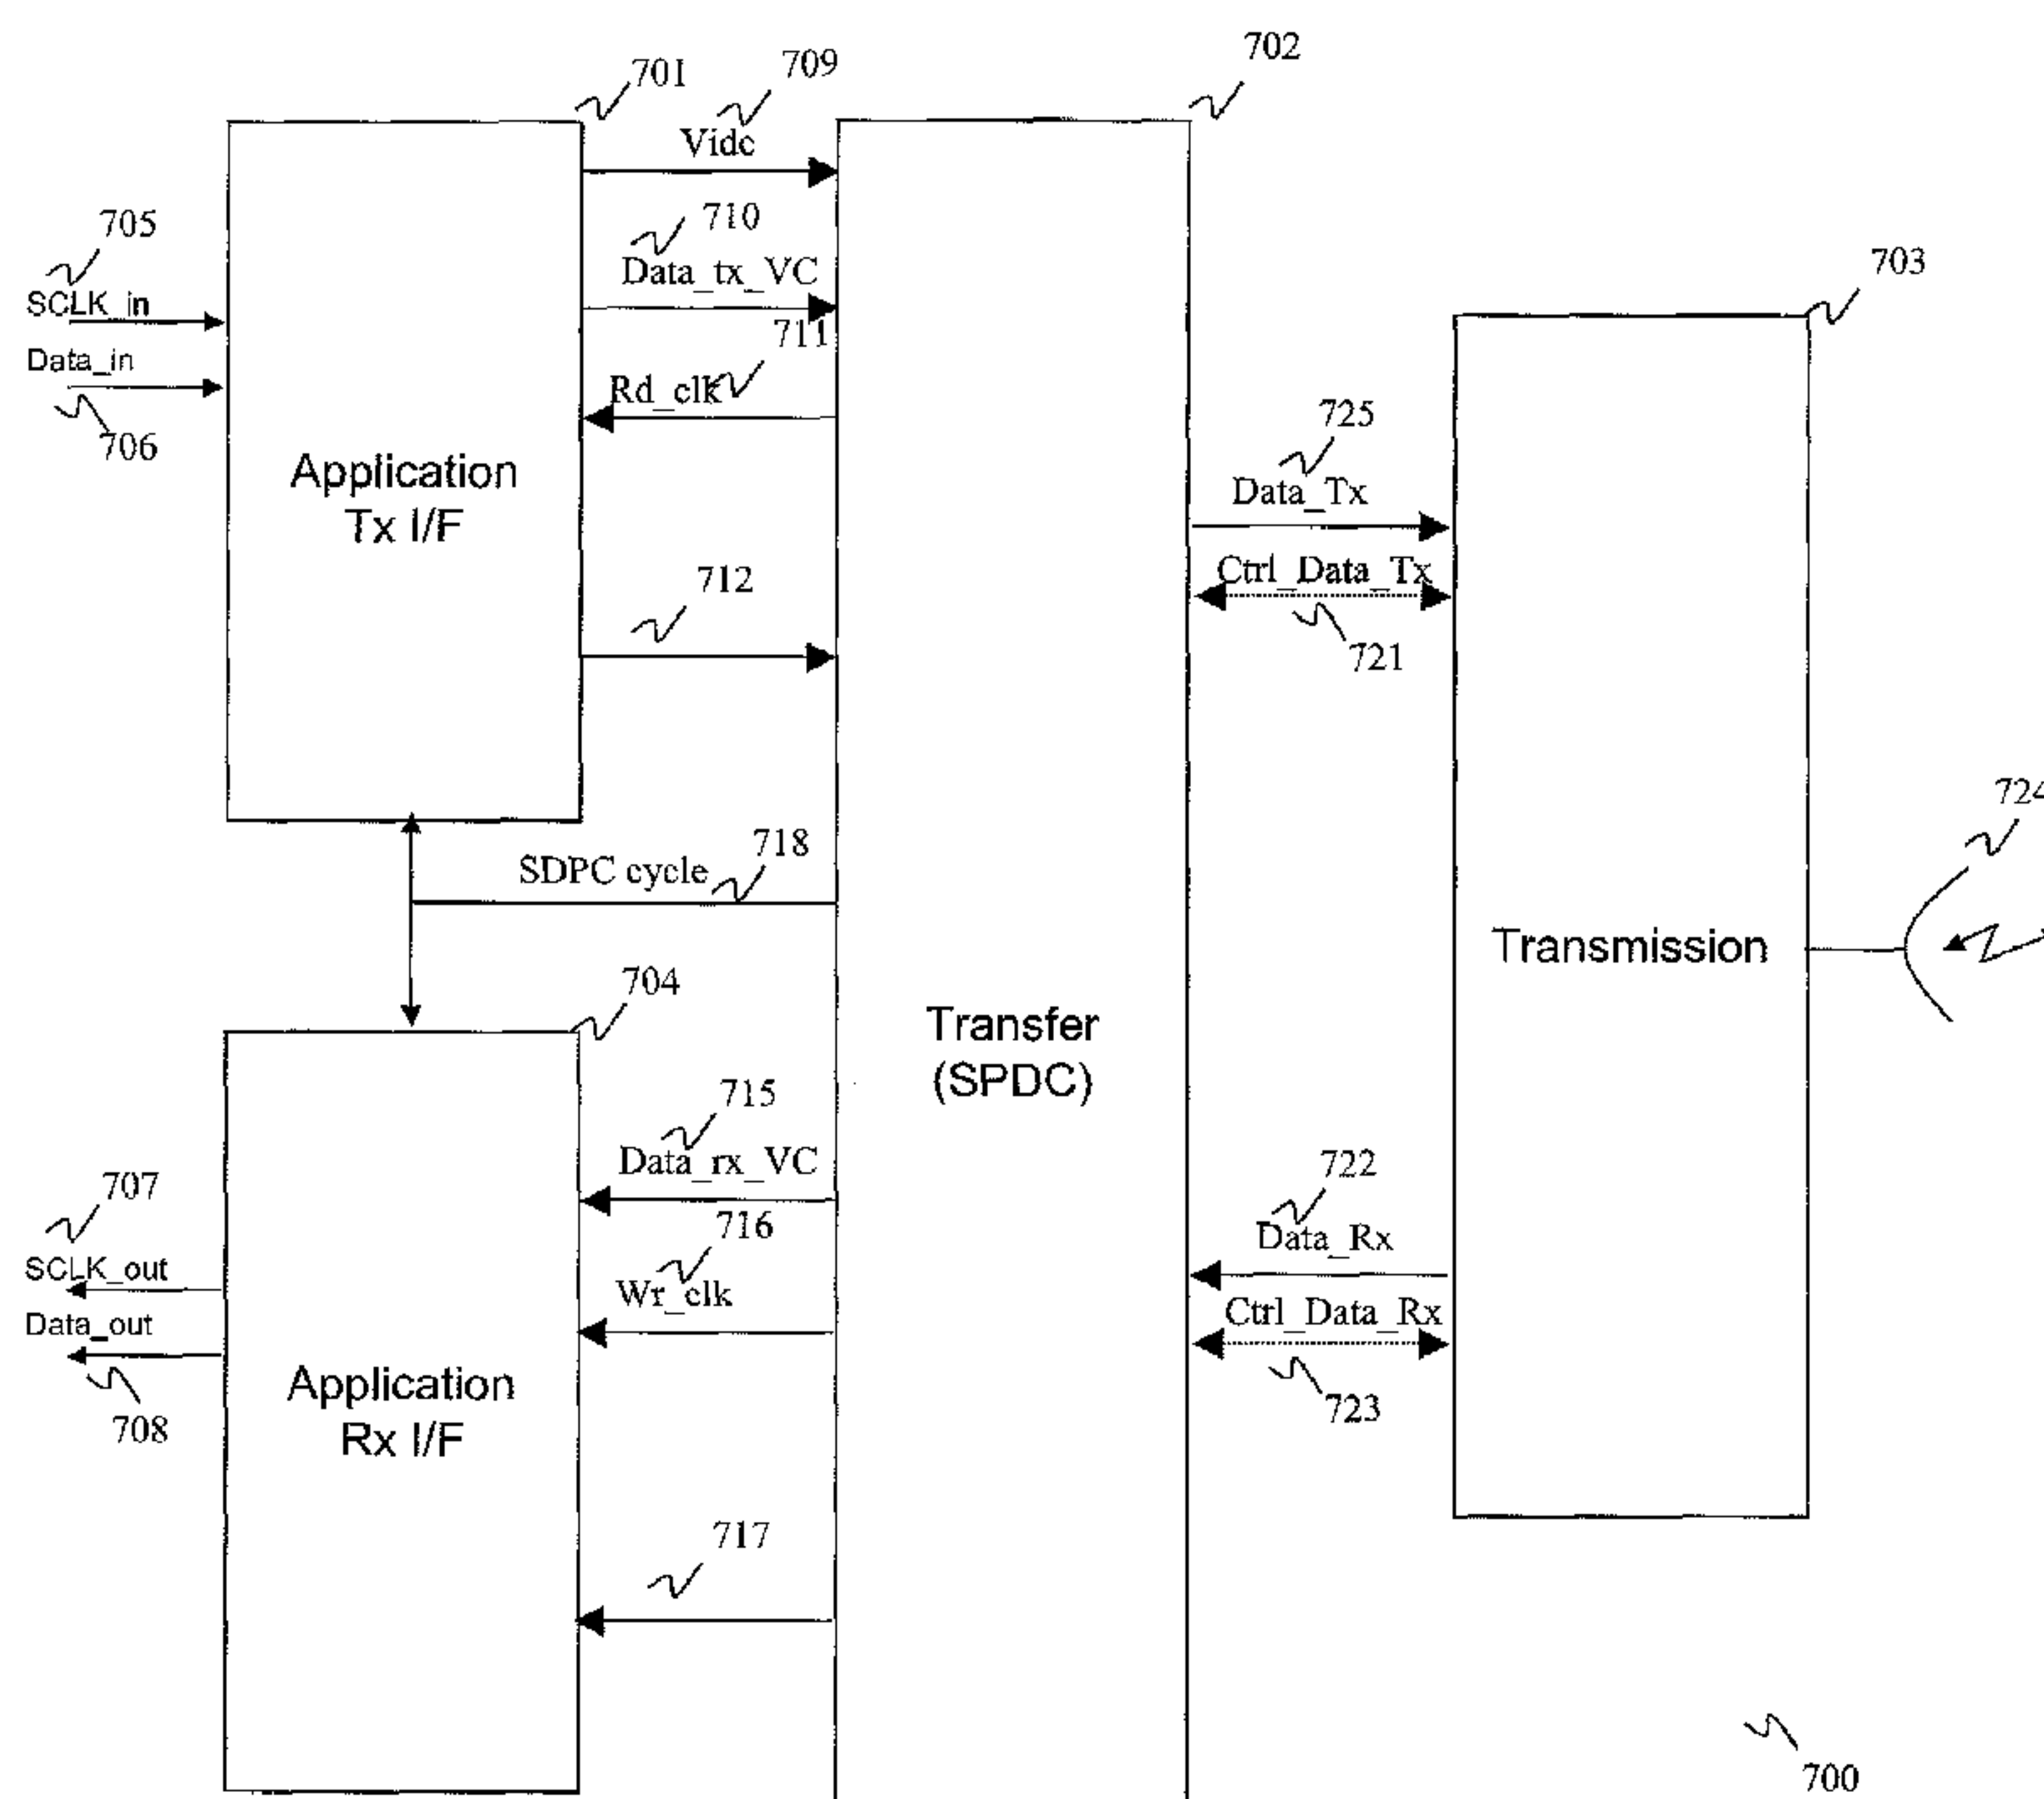 702
709
701
Vidc
705
710
SCLK_in
Data_tx_VC
703
Data_in
711
Rd_clk
706
725
Application
Tx I/F
Data_Tx
712
Ctrl_Data_Tx
721
724
718
SDPC cycle
Transmission
704
Transfer
(SPDC)
715
Data_rx_VC
707
722
716
SCLK_out
Data_Rx
Wr_clk
Data_out
Ctrl_Data_Rx
708
Application
Rx I/F
723
717
700